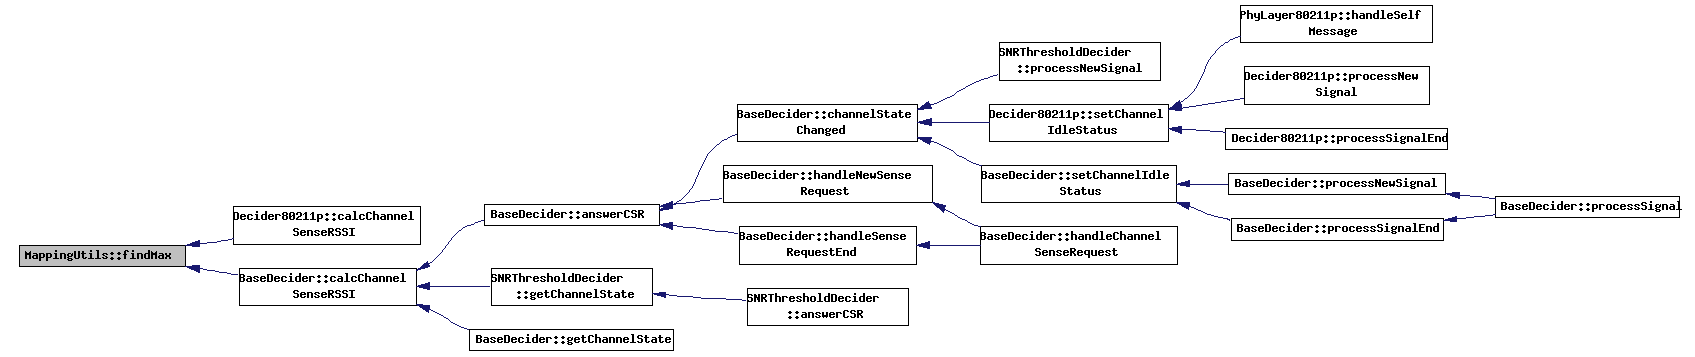 MappingUtils::findMax
Decider80211p::calcChannel
SenseRSSI
BaseDecider::calcChannel
SenseRSSI
BaseDecider::answerCSR
SNRThresholdDecider
::getChannelState
BaseDecider::getChannelState
BaseDecider::channelState
Changed
BaseDecider::handleNewSense
Request
BaseDecider::handleSense
RequestEnd
SNRThresholdDecider
::answerCSR
SNRThresholdDecider
::processNewSignal
Decider80211p::setChannel
IdleStatus
BaseDecider::setChannelIdle
Status
BaseDecider::handleChannel
SenseRequest
PhyLayer80211p::handleSelf
Message
Decider80211p::processNew
Signal
Decider80211p::processSignalEnd
BaseDecider::processNewSignal
BaseDecider::processSignalEnd
BaseDecider::processSignal